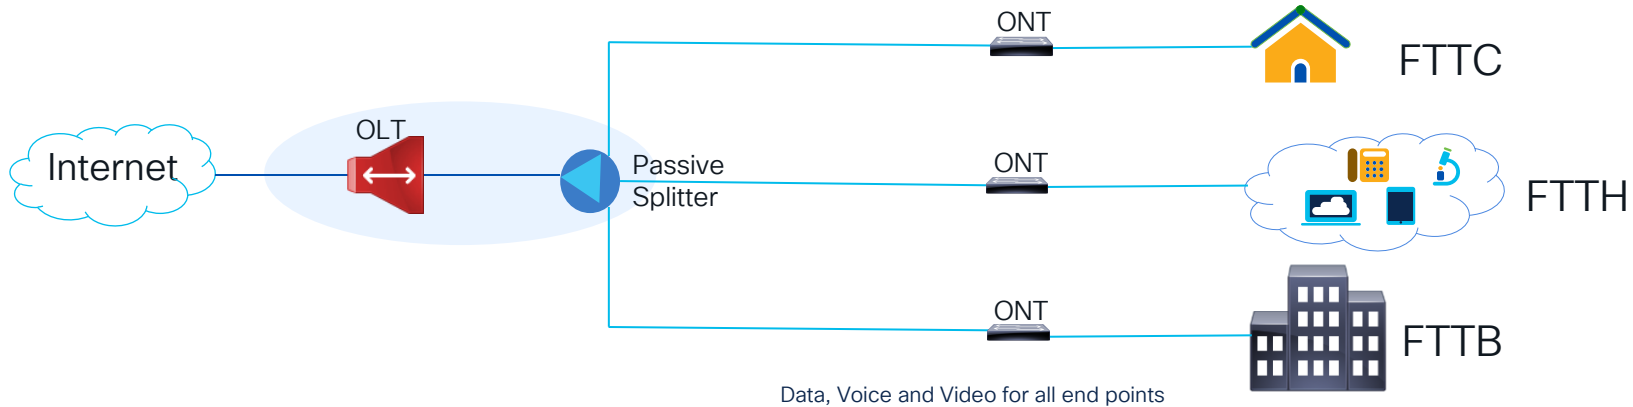 ONT
FTTC
Internet
OLT
Passive
Splitter
ONT
FTTH
ONT
FTTB
Data, Voice and Video for all end points